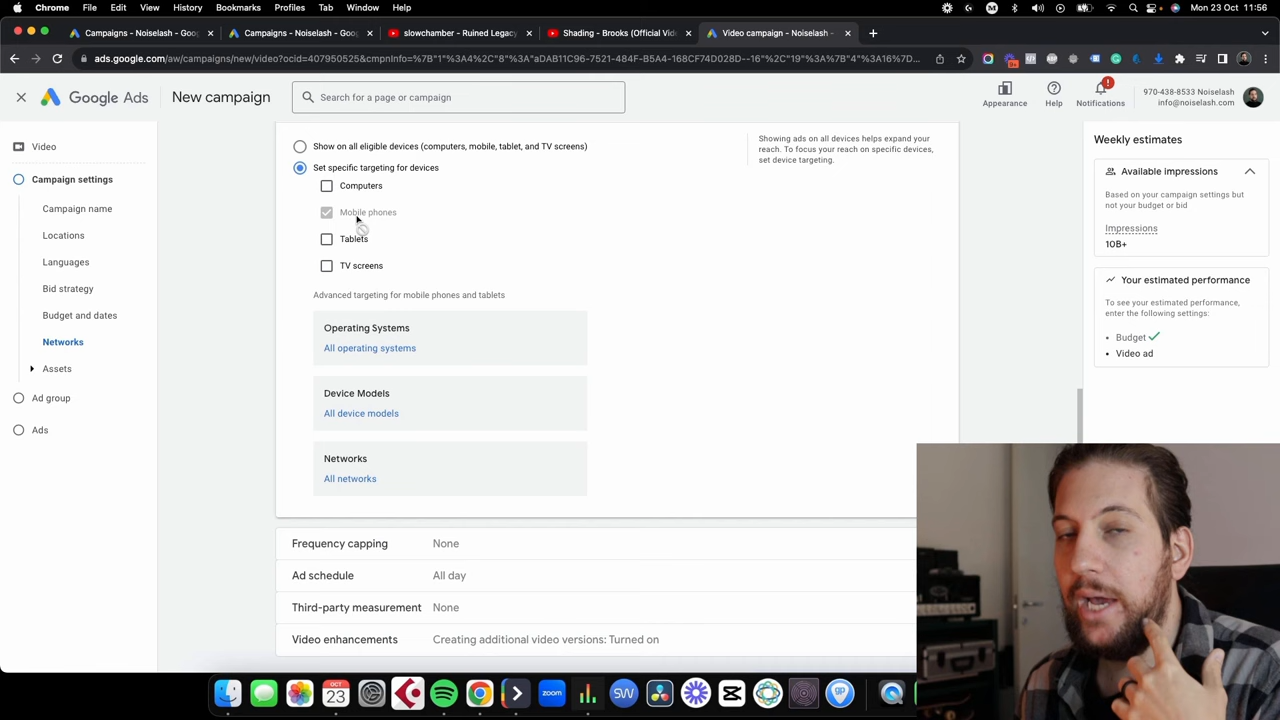 Chrome File Edit View History Bookmarks Profiles Tab Window Help
Mon 23 Oct 11:56
Campaigns - Noiselash - Goo
Campaigns - Noiselash - Goo
slowchamber - Ruined Legacy
Shading - Brooks (Official Vid
Video campaign - Noiselash -
ads.google.com/aw/campaigns/new/video?ocid=407950525&cmpnInfo=%7B"1"%3A4%2C"8"%3A"aDAB11C96-7521-484F-B5A4-168CF74D028D--16"%2C"19"%3A%7B"4"%3A16%7...
Google Ads
New campaign
Search for a page or campaign
Appearance
Help
Notifications
970-438-8533 Noiselash
info@noiselash.com
Video
Campaign settings
Campaign name
Locations
Languages
Bid strategy
Budget and dates
Networks
Assets
Ad group
Ads
Show on all eligible devices (computers, mobile, tablet, and TV screens)
Set specific targeting for devices
Computers
Mobile phones
Tablets
TV screens
Advanced targeting for mobile phones and tablets
Operating Systems
All operating systems
Device Models
All device models
Networks
All networks
Showing ads on all devices helps expand your
reach. To focus your reach on specific devices,
set device targeting.
Frequency capping None
Ad schedule All day
Third-party measurement None
Video enhancements Creating additional video versions: Turned on
Weekly estimates
Available impressions
Based on your campaign settings but
not your budget or bid
Impressions
10B+
Your estimated performance
To see your estimated performance,
enter the following settings:
• Budget
• Video ad
OCT
23
zoom
SW
gp